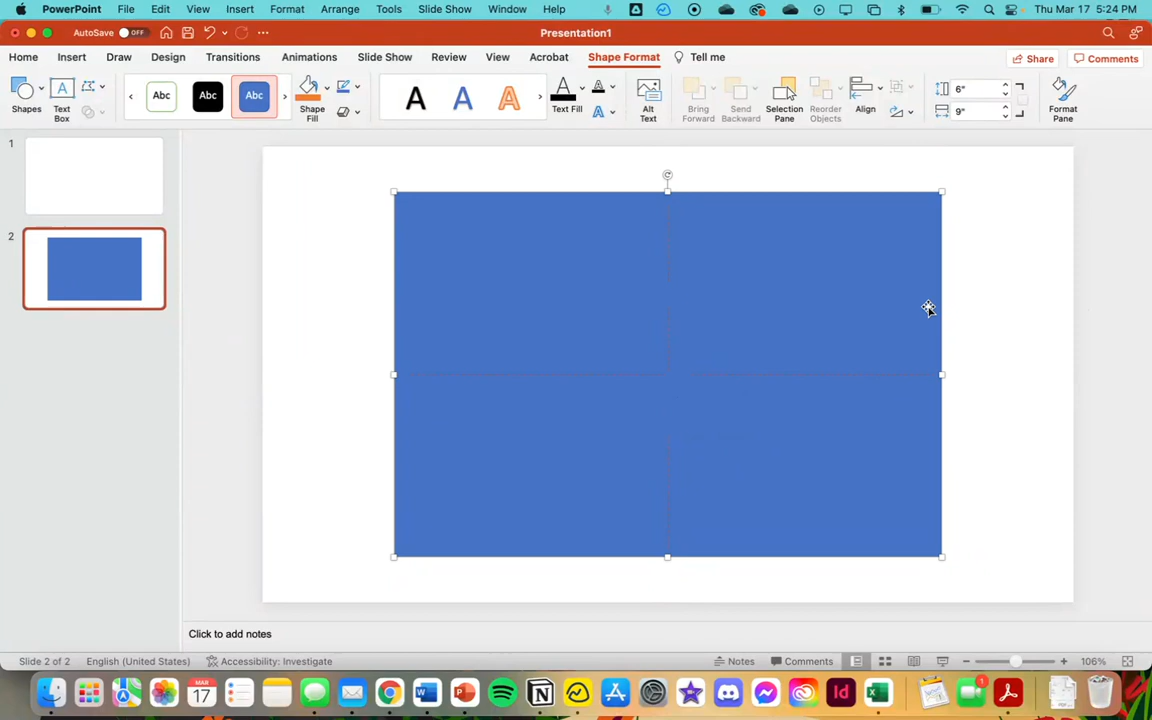 PowerPoint File Edit View Insert Format Arrange Tools Slide Show Window Help Thu Mar 17 5:24 PM
AutoSave OFF Presentation1
Home Insert Draw Design Transitions Animations Slide Show Review View Acrobat Shape Format Tell me Share Comments
Abc Abc Abc A A A A A A 6"
9"
Shapes Text Box Shape Fill Text Fill Alt Text Bring Forward Send Backward Selection Pane Reorder Objects Align Format Pane
1
2
Click to add notes
Slide 2 of 2 English (United States) Accessibility: Investigate Notes Comments 106%
MAR
17
W P N Id X 1